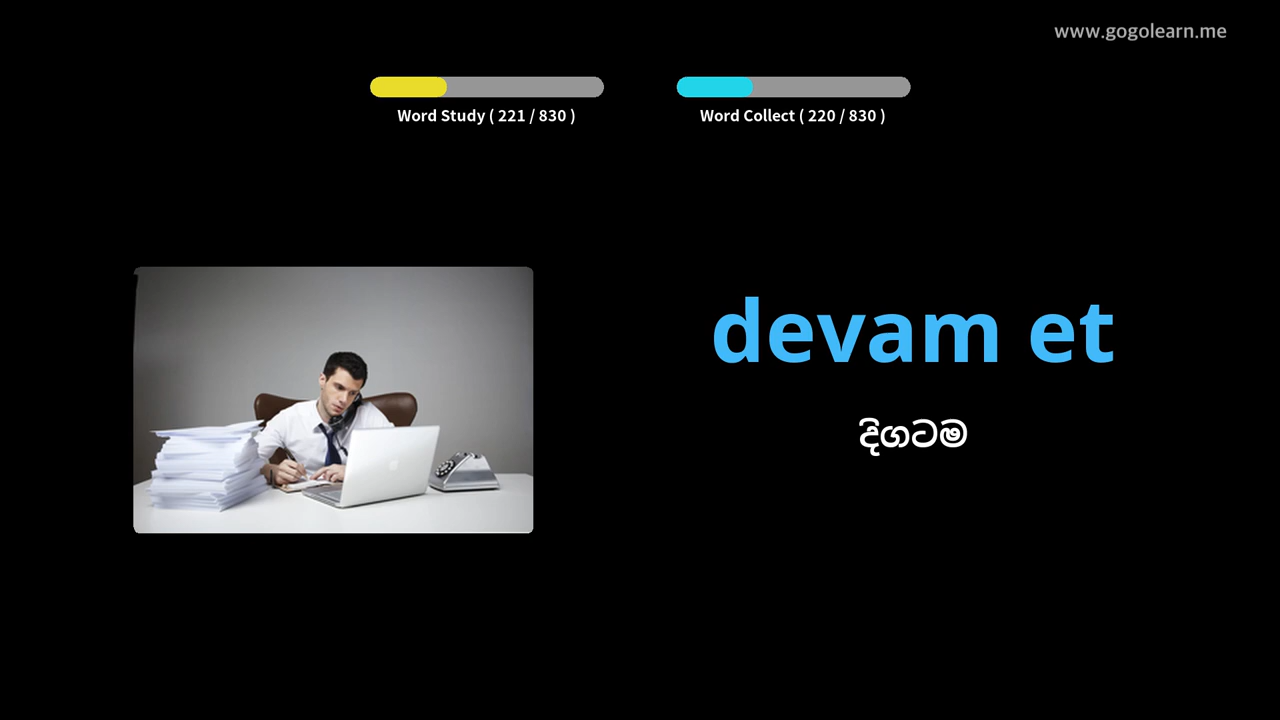 www.gogolearn.me
Word Study ( 221 / 830 )
Word Collect ( 220 / 830 )
devam et
දිගටම